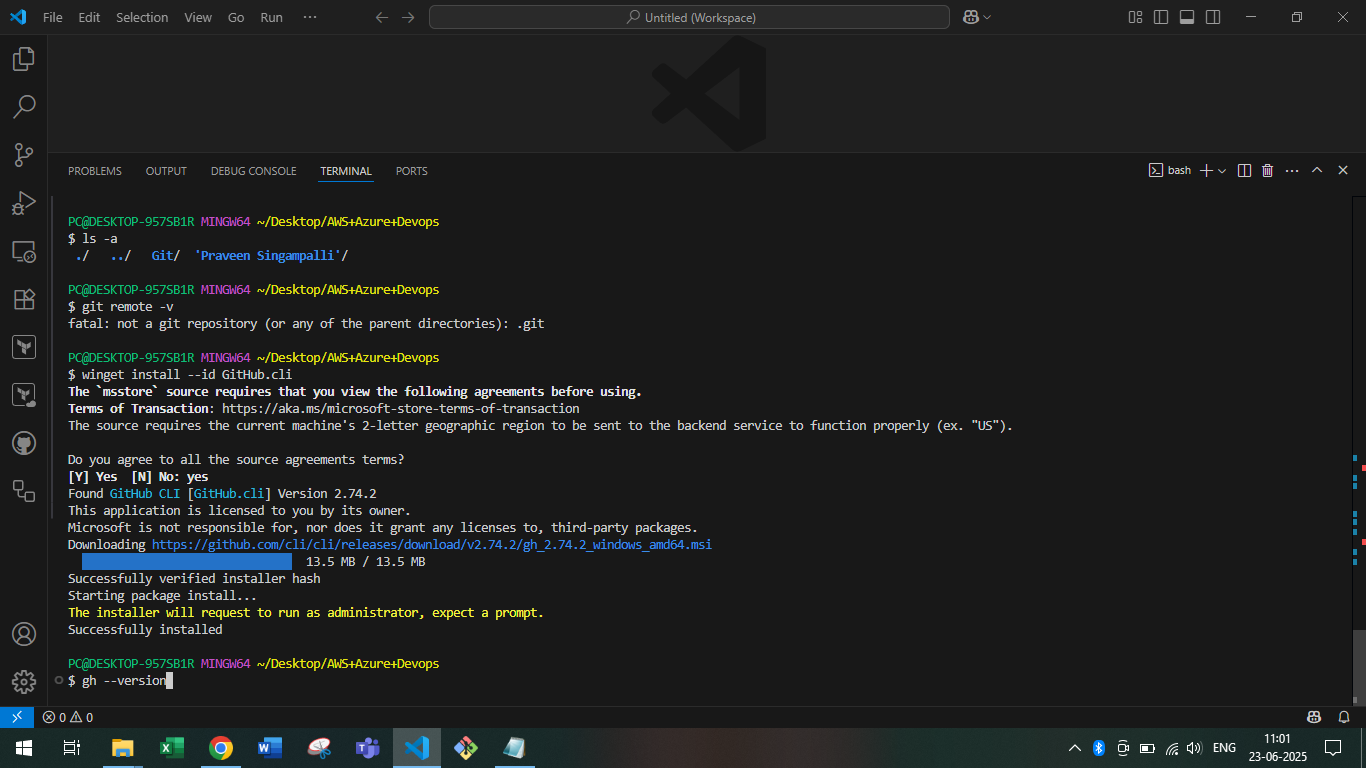 File Edit Selection View Go Run ···
Untitled (Workspace)
PROBLEMS OUTPUT DEBUG CONSOLE TERMINAL PORTS
bash
PC@DESKTOP-957SB1R MINGW64 ~/Desktop/AWS+Azure+Devops
$ ls -a
./ ../ Git/ 'Praveen Singampalli'/
PC@DESKTOP-957SB1R MINGW64 ~/Desktop/AWS+Azure+Devops
$ git remote -v
fatal: not a git repository (or any of the parent directories): .git
PC@DESKTOP-957SB1R MINGW64 ~/Desktop/AWS+Azure+Devops
$ winget install --id GitHub.cli
The `msstore` source requires that you view the following agreements before using.
Terms of Transaction: https://aka.ms/microsoft-store-terms-of-transaction
The source requires the current machine's 2-letter geographic region to be sent to the backend service to function properly (ex. "US").
Do you agree to all the source agreements terms?
[Y] Yes [N] No: yes
Found GitHub CLI [GitHub.cli] Version 2.74.2
This application is licensed to you by its owner.
Microsoft is not responsible for, nor does it grant any licenses to, third-party packages.
Downloading https://github.com/cli/cli/releases/download/v2.74.2/gh_2.74.2_windows_amd64.msi
13.5 MB / 13.5 MB
Successfully verified installer hash
Starting package install...
The installer will request to run as administrator, expect a prompt.
Successfully installed
PC@DESKTOP-957SB1R MINGW64 ~/Desktop/AWS+Azure+Devops
$ gh --version
0 0
ENG
11:01
23-06-2025